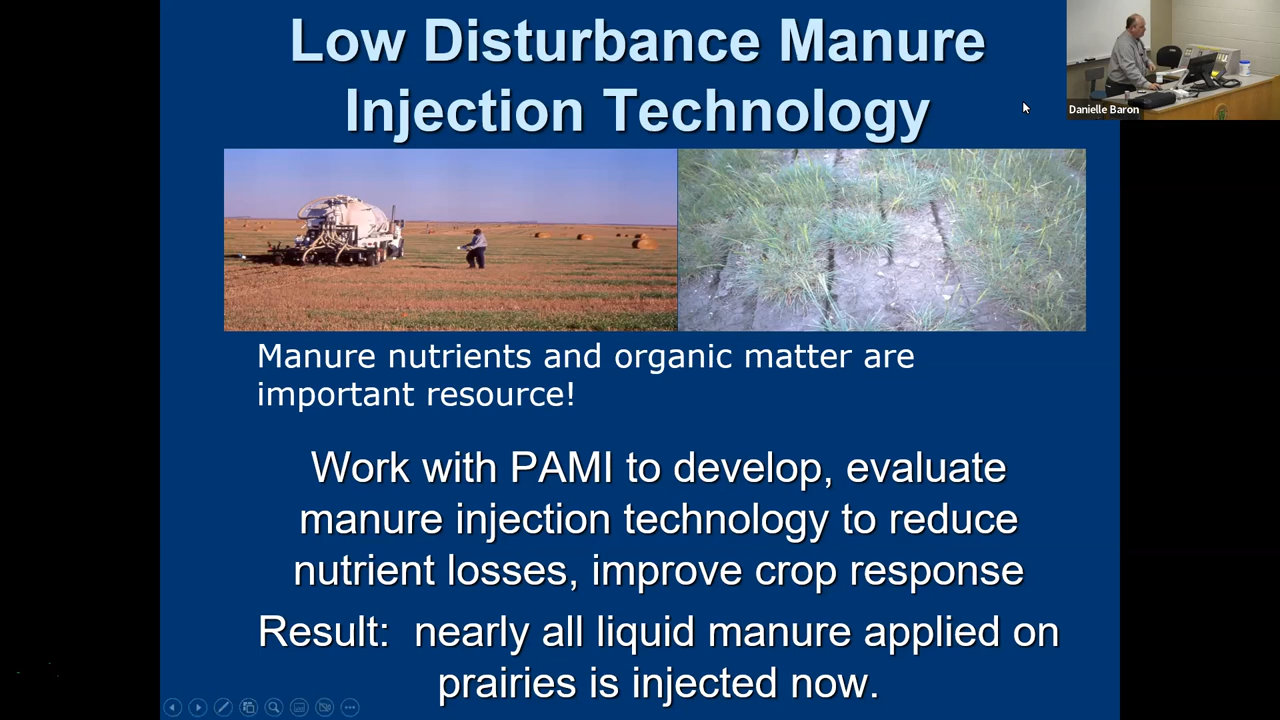 Low Disturbance Manure
Injection Technology
Danielle Baron
Manure nutrients and organic matter are
important resource!
Work with PAMI to develop, evaluate
manure injection technology to reduce
nutrient losses, improve crop response
Result:  nearly all liquid manure applied on
prairies is injected now.